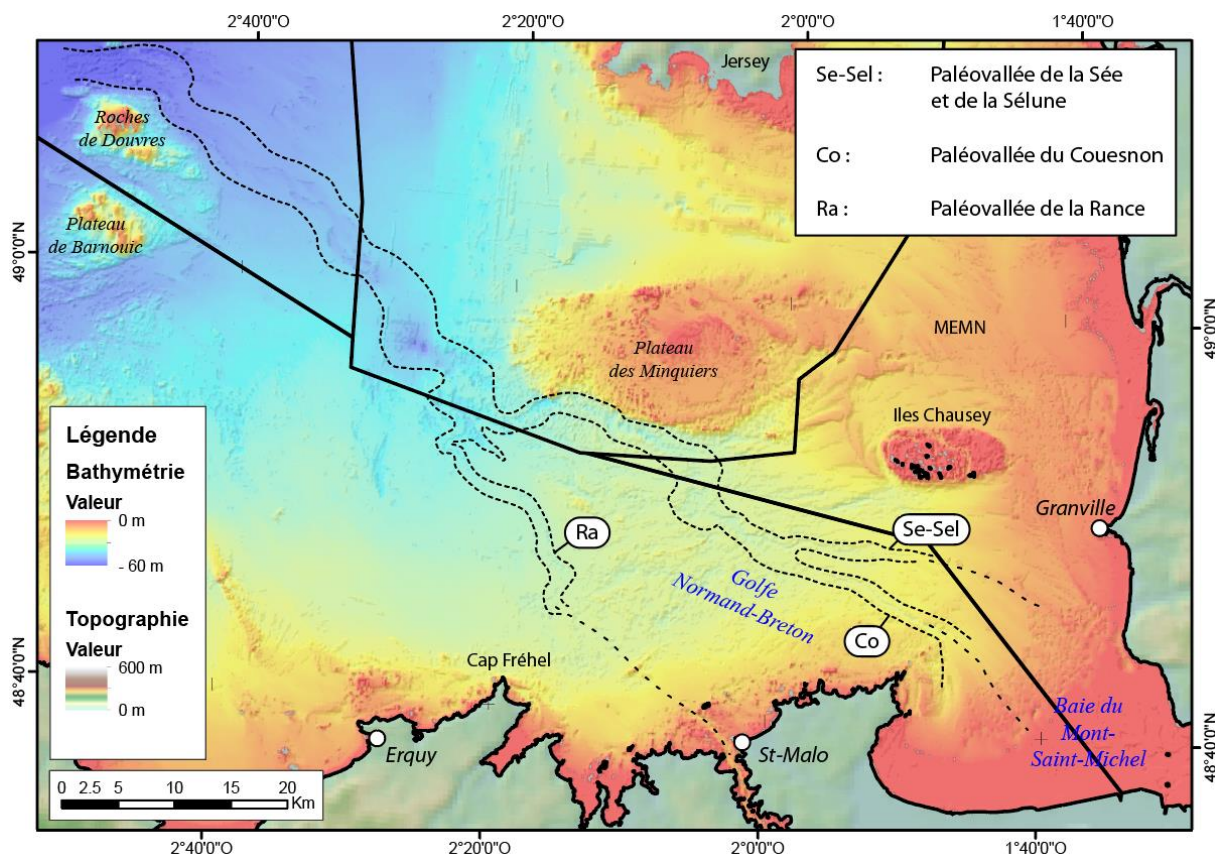 2°40'0"O
2°20'0"O
2°0'0"O
1°40'0"O
Jersey
Se-Sel :
Paléovallée de la Sée
et de la Sélune
Co :
Paléovallée du Couesnon
Ra :
Paléovallée de la Rance
Roches
de Douvres
Plateau
de Barnouic
49°0'0"N
49°0'0"N
MEMN
Plateau
des Minquiers
Iles Chausey
Légende
Bathymétrie
Valeur
0 m
- 60 m
Topographie
Valeur
600 m
0 m
Granville
Ra
Se-Sel
Golfe
Normand-Breton
Co
Cap Fréhel
48°40'0"N
48°40'0"N
Baie du
Mont-
Saint-Michel
Erquy
St-Malo
0 2.5 5 10 15 20
Km
2°40'0"O
2°20'0"O
2°0'0"O
1°40'0"O